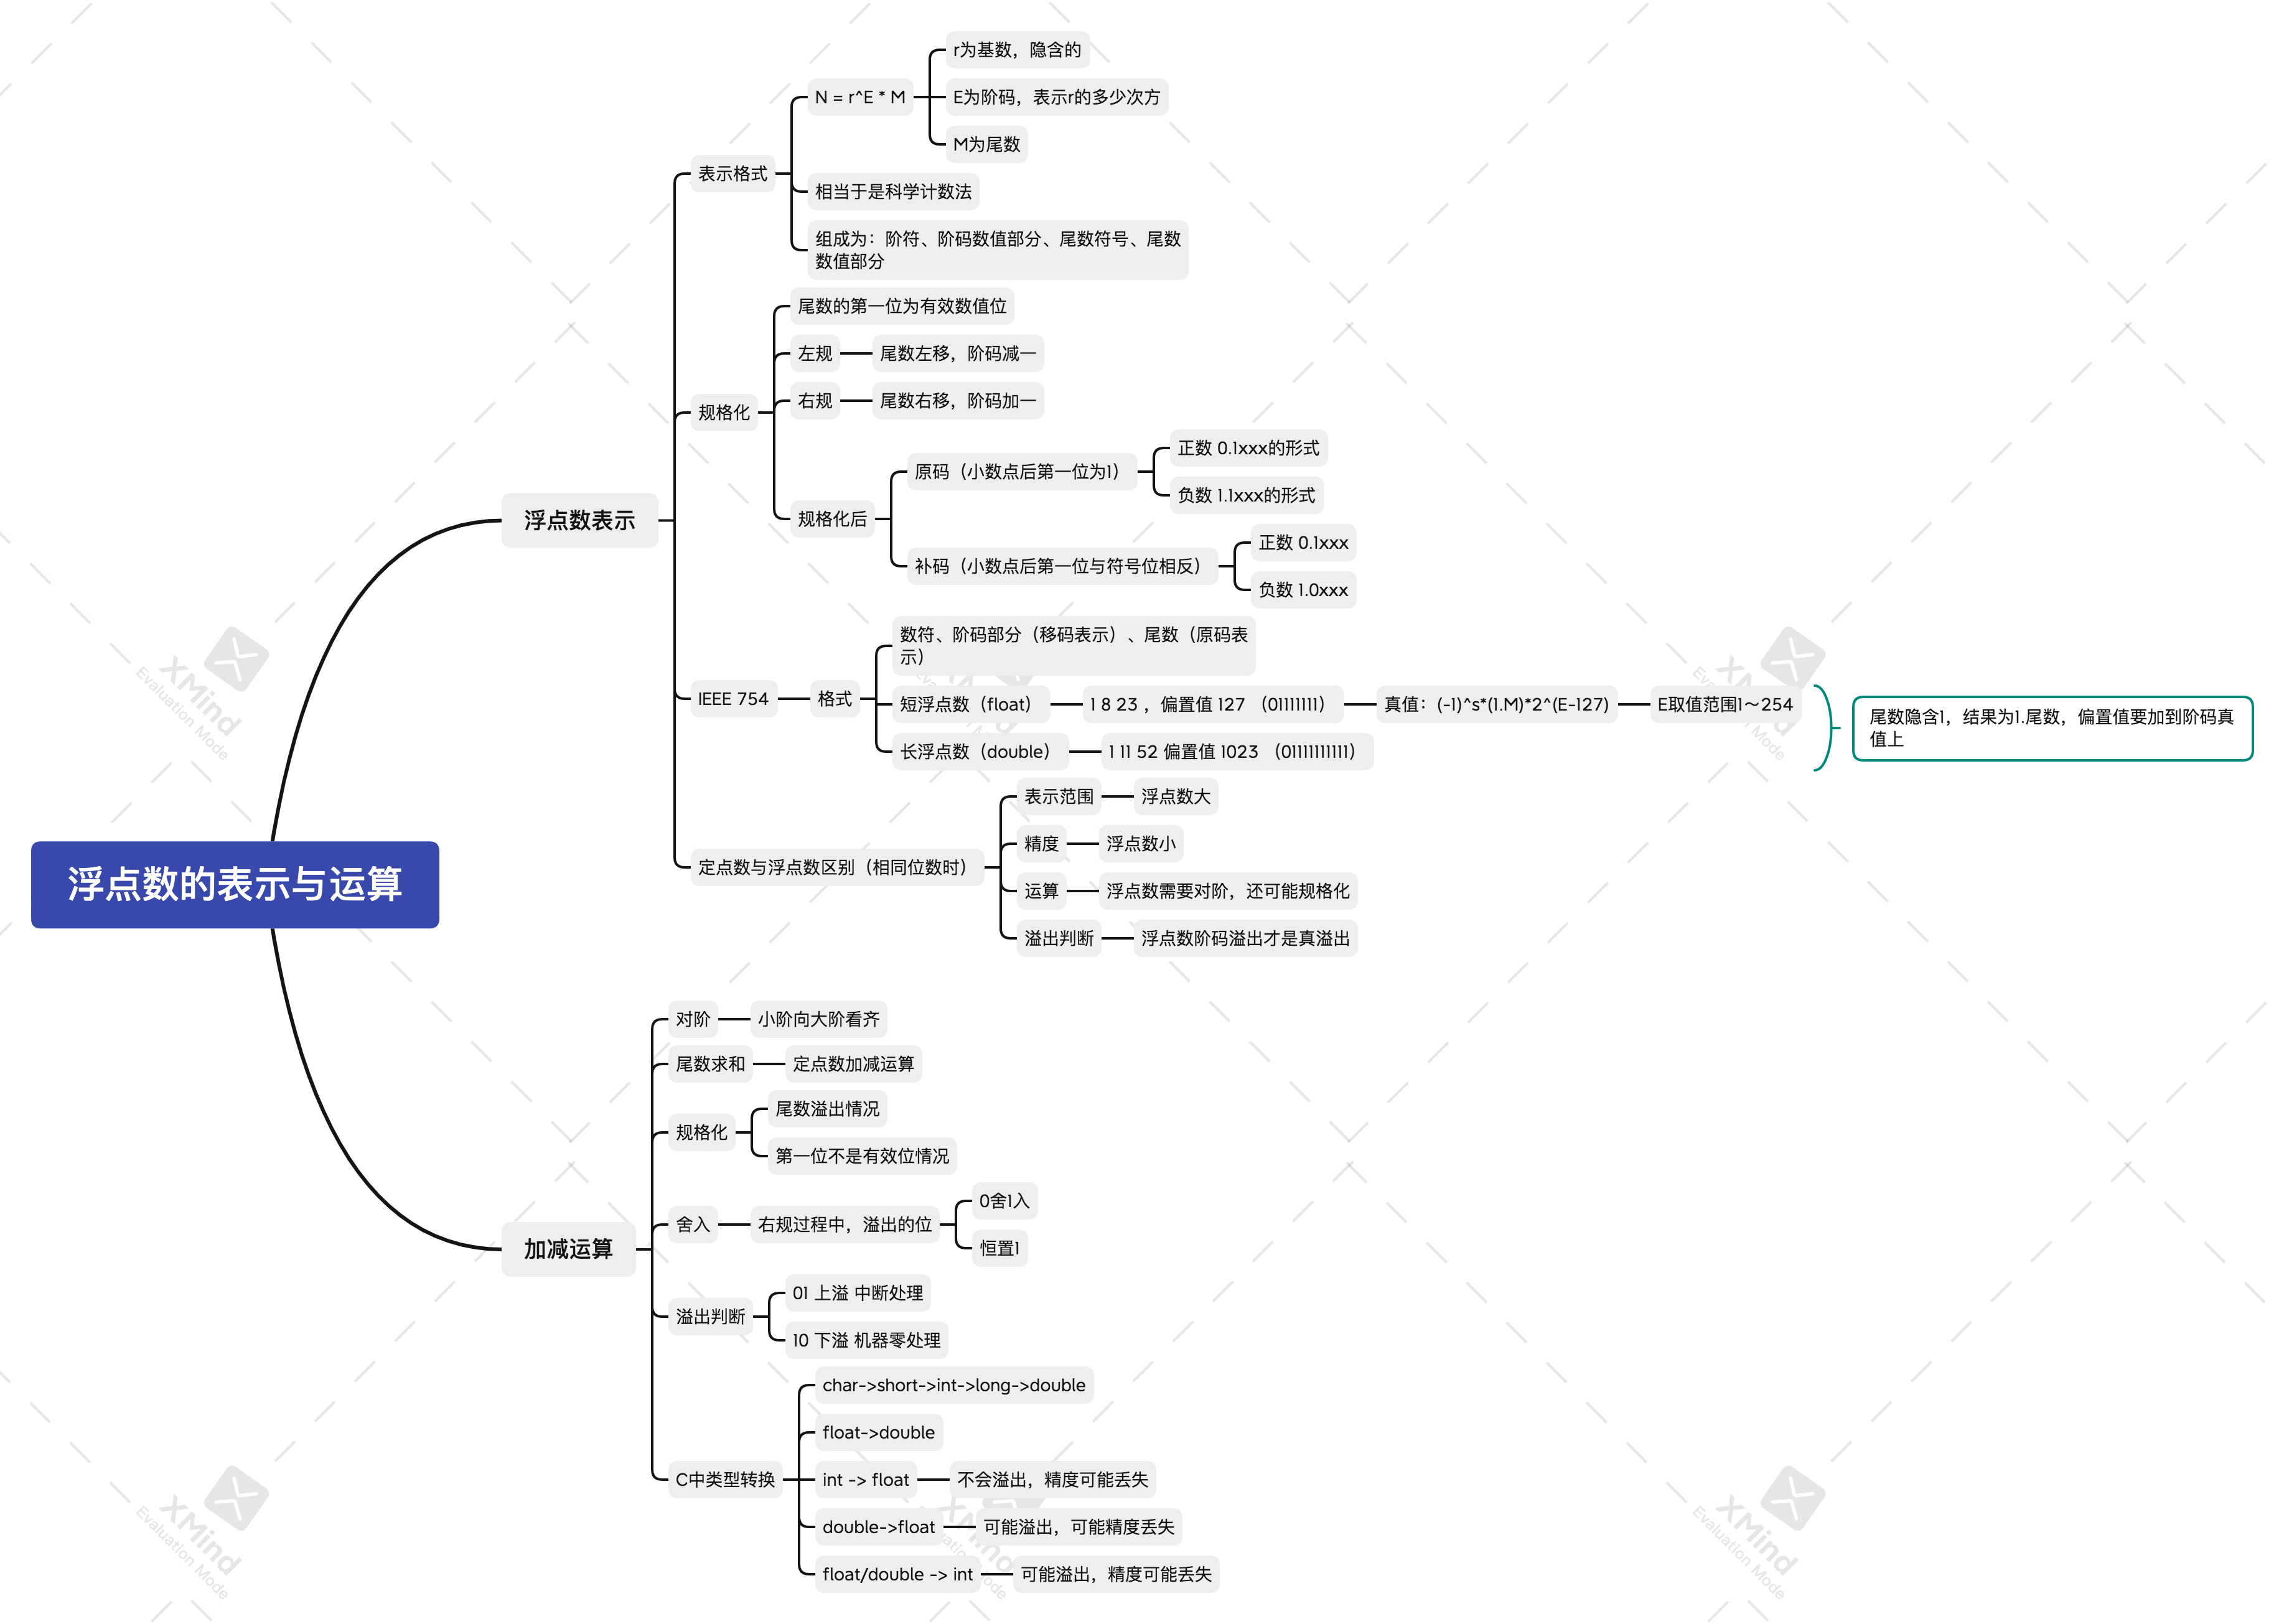 浮点数的表示与运算
浮点数表示
表示格式
N = r^E * M
r为基数，隐含的
E为阶码，表示r的多少次方
M为尾数
相当于是科学计数法
组成为：阶符、阶码数值部分、尾数符号、尾数
数值部分
规格化
尾数的第一位为有效数值位
左规
尾数左移，阶码减一
右规
尾数右移，阶码加一
规格化后
原码（小数点后第一位为1）
正数 0.1xxx的形式
负数 1.1xxx的形式
补码（小数点后第一位与符号位相反）
正数 0.1xxx
负数 1.0xxx
IEEE 754
格式
数符、阶码部分（移码表示）、尾数（原码表
示）
短浮点数（float）
1 8 23 ，偏置值 127 （01111111）
真值：(-1)^s*(1.M)*2^(E-127)
E取值范围1～254
长浮点数（double）
1 11 52 偏置值 1023 （01111111111）
尾数隐含1，结果为1.尾数，偏置值要加到阶码真
值上
定点数与浮点数区别（相同位数时）
表示范围
浮点数大
精度
浮点数小
运算
浮点数需要对阶，还可能规格化
溢出判断
浮点数阶码溢出才是真溢出
加减运算
对阶
小阶向大阶看齐
尾数求和
定点数加减运算
规格化
尾数溢出情况
第一位不是有效位情况
舍入
右规过程中，溢出的位
0舍1入
恒置1
溢出判断
01 上溢 中断处理
10 下溢 机器零处理
C中类型转换
char->short->int->long->double
float->double
int -> float
不会溢出，精度可能丢失
double->float
可能溢出，可能精度丢失
float/double -> int
可能溢出，精度可能丢失
XMind
Evaluation Mode
XMind
Evaluation Mode
XMind
Evaluation Mode